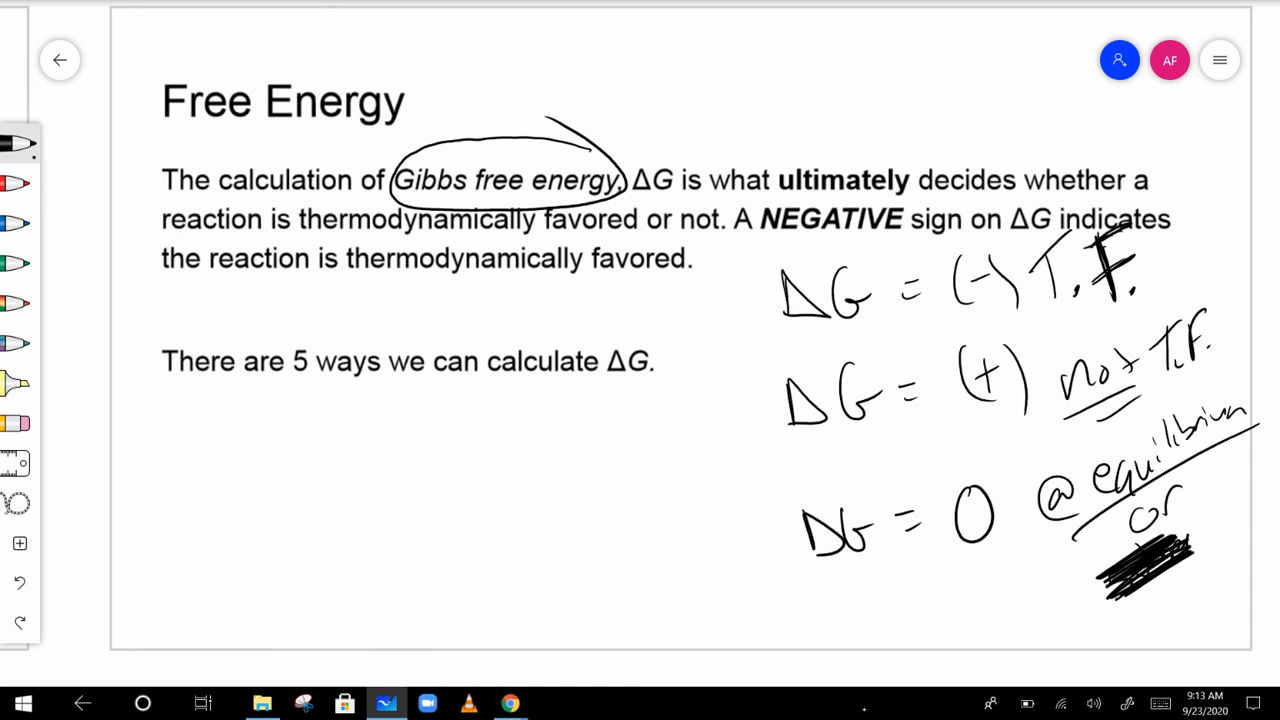 AF
Free Energy
The calculation of Gibbs free energy, ΔG is what ultimately decides whether a
reaction is thermodynamically favored or not. A NEGATIVE sign on ΔG indicates
the reaction is thermodynamically favored.
ΔG = (-) T.F.
There are 5 ways we can calculate ΔG.
ΔG = (+) not T.F.
ΔG = 0 @ equilibrium
or
9:13 AM
9/23/2020